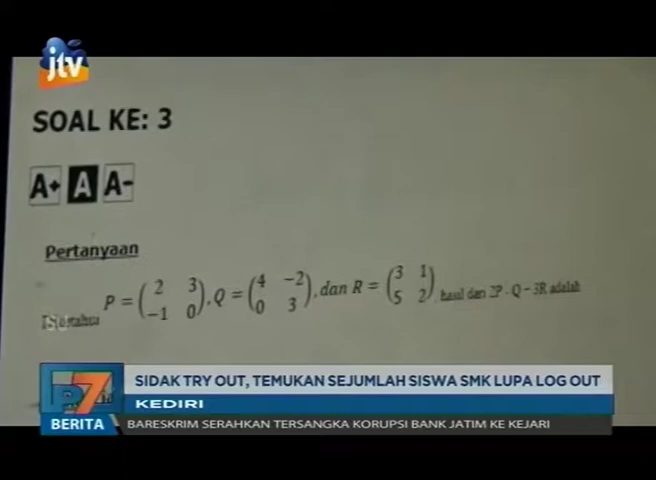 jtv
SOAL KE: 3
A+ A A-
Pertanyaan
P = ( 2 3 -1 0 ), Q = ( 4 -2 0 3 ), dan R = ( 3 1 5 2 ), hasil dari 2P - Q - 3R adalah
P7
SIDAK TRY OUT, TEMUKAN SEJUMLAH SISWA SMK LUPA LOG OUT
KEDIRI
BERITA
BARESKRIM SERAHKAN TERSANGKA KORUPSI BANK JATIM KE KEJARI